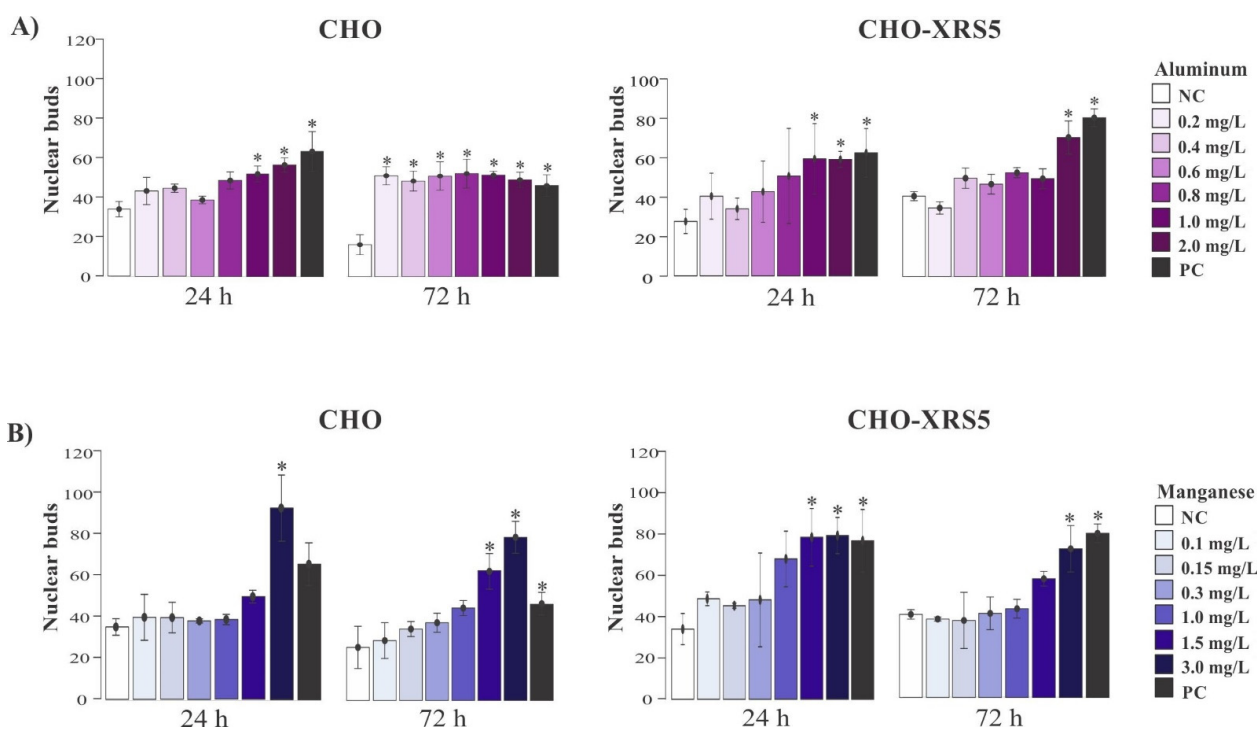 A)
CHO
Nuclear buds
120
100
80
60
40
20
0
*
*
*
24 h
*
*
*
*
*
*
*
72 h
CHO-XRS5
100
80
60
40
20
0
*
*
*
24 h
*
*
72 h
Aluminum
NC
0.2 mg/L
0.4 mg/L
0.6 mg/L
0.8 mg/L
1.0 mg/L
2.0 mg/L
PC
B)
CHO
Nuclear buds
120
100
80
60
40
20
0
*
24 h
*
*
*
72 h
CHO-XRS5
Nuclear buds
120
100
80
60
40
20
0
*
*
*
24 h
*
*
72 h
Manganese
NC
0.1 mg/L
0.15 mg/L
0.3 mg/L
1.0 mg/L
1.5 mg/L
3.0 mg/L
PC